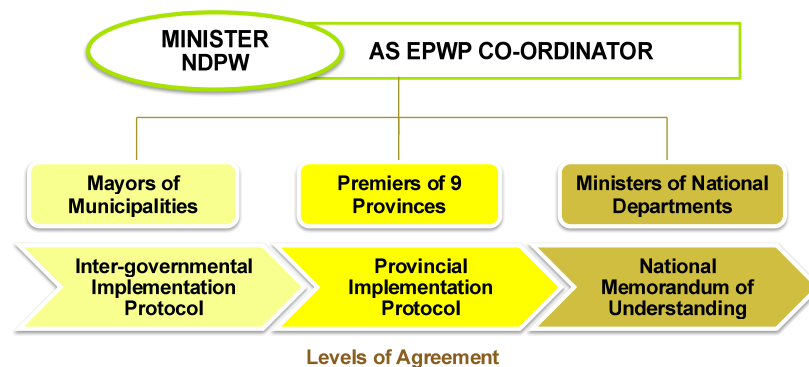 MINISTER
NDPW
AS EPWP CO-ORDINATOR
Mayors of
Municipalities
Premiers of 9
Provinces
Ministers of National
Departments
Inter-governmental
Implementation
Protocol
Provincial
Implementation
Protocol
National
Memorandum of
Understanding
Levels of Agreement